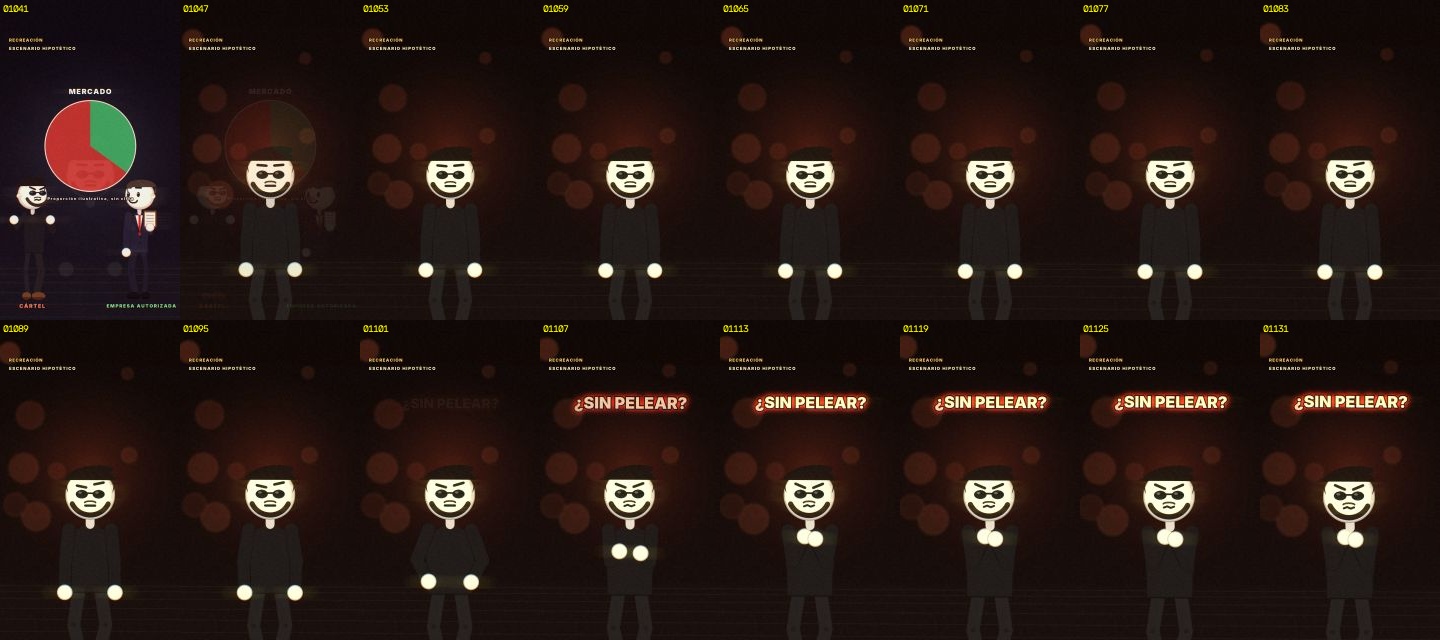 01041
RECREACIÓN
ESCENARIO HIPOTÉTICO
MERCADO
Proporción ilustrativa, sin
CÁRTEL
EMPRESA AUTORIZADA
01047
RECREACIÓN
ESCENARIO HIPOTÉTICO
MERCADO
01053
RECREACIÓN
ESCENARIO HIPOTÉTICO
01059
RECREACIÓN
ESCENARIO HIPOTÉTICO
01065
RECREACIÓN
ESCENARIO HIPOTÉTICO
01071
RECREACIÓN
ESCENARIO HIPOTÉTICO
01077
RECREACIÓN
ESCENARIO HIPOTÉTICO
01083
RECREACIÓN
ESCENARIO HIPOTÉTICO
01089
RECREACIÓN
ESCENARIO HIPOTÉTICO
01095
RECREACIÓN
ESCENARIO HIPOTÉTICO
01101
RECREACIÓN
ESCENARIO HIPOTÉTICO
¿SIN PELEAR?
01107
RECREACIÓN
ESCENARIO HIPOTÉTICO
¿SIN PELEAR?
01113
RECREACIÓN
ESCENARIO HIPOTÉTICO
¿SIN PELEAR?
01119
RECREACIÓN
ESCENARIO HIPOTÉTICO
¿SIN PELEAR?
01125
RECREACIÓN
ESCENARIO HIPOTÉTICO
¿SIN PELEAR?
01131
RECREACIÓN
ESCENARIO HIPOTÉTICO
¿SIN PELEAR?